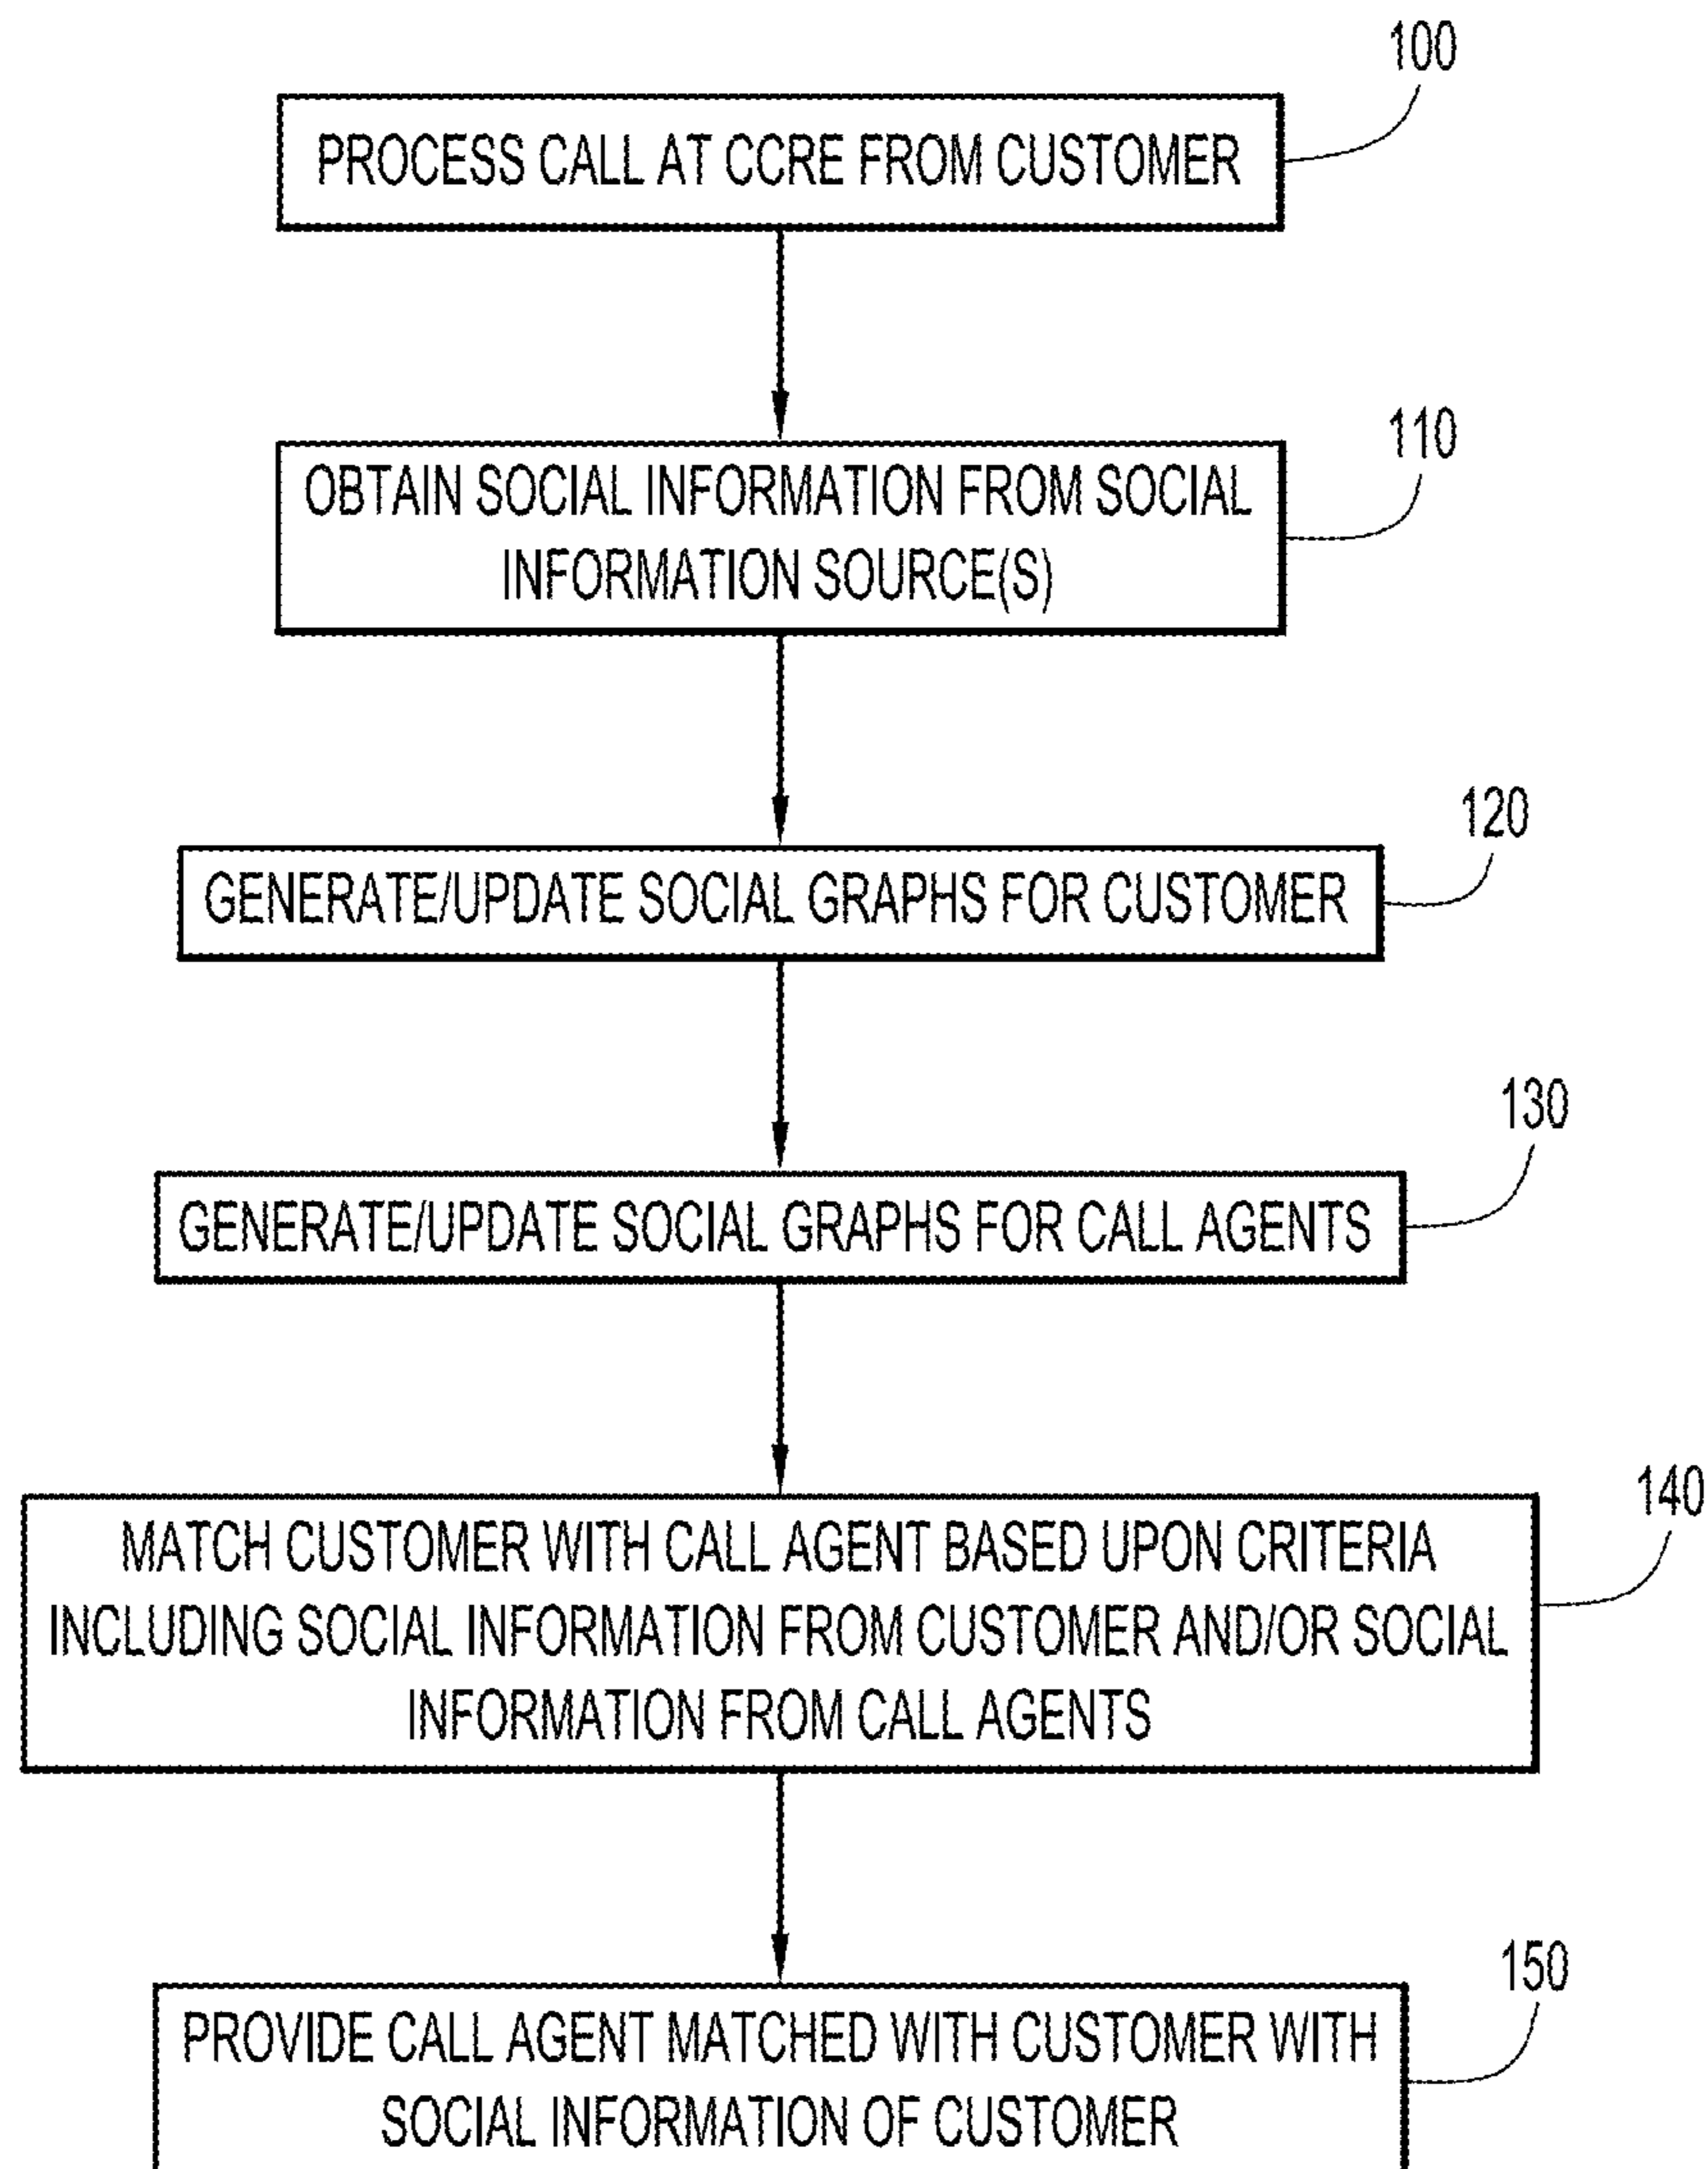 100
PROCESS CALL AT CCRE FROM CUSTOMER
110
OBTAIN SOCIAL INFORMATION FROM SOCIAL
INFORMATION SOURCE(S)
120
GENERATE/UPDATE SOCIAL GRAPHS FOR CUSTOMER
130
GENERATE/UPDATE SOCIAL GRAPHS FOR CALL AGENTS
140
MATCH CUSTOMER WITH CALL AGENT BASED UPON CRITERIA
INCLUDING SOCIAL INFORMATION FROM CUSTOMER AND/OR SOCIAL
INFORMATION FROM CALL AGENTS
150
PROVIDE CALL AGENT MATCHED WITH CUSTOMER WITH
SOCIAL INFORMATION OF CUSTOMER